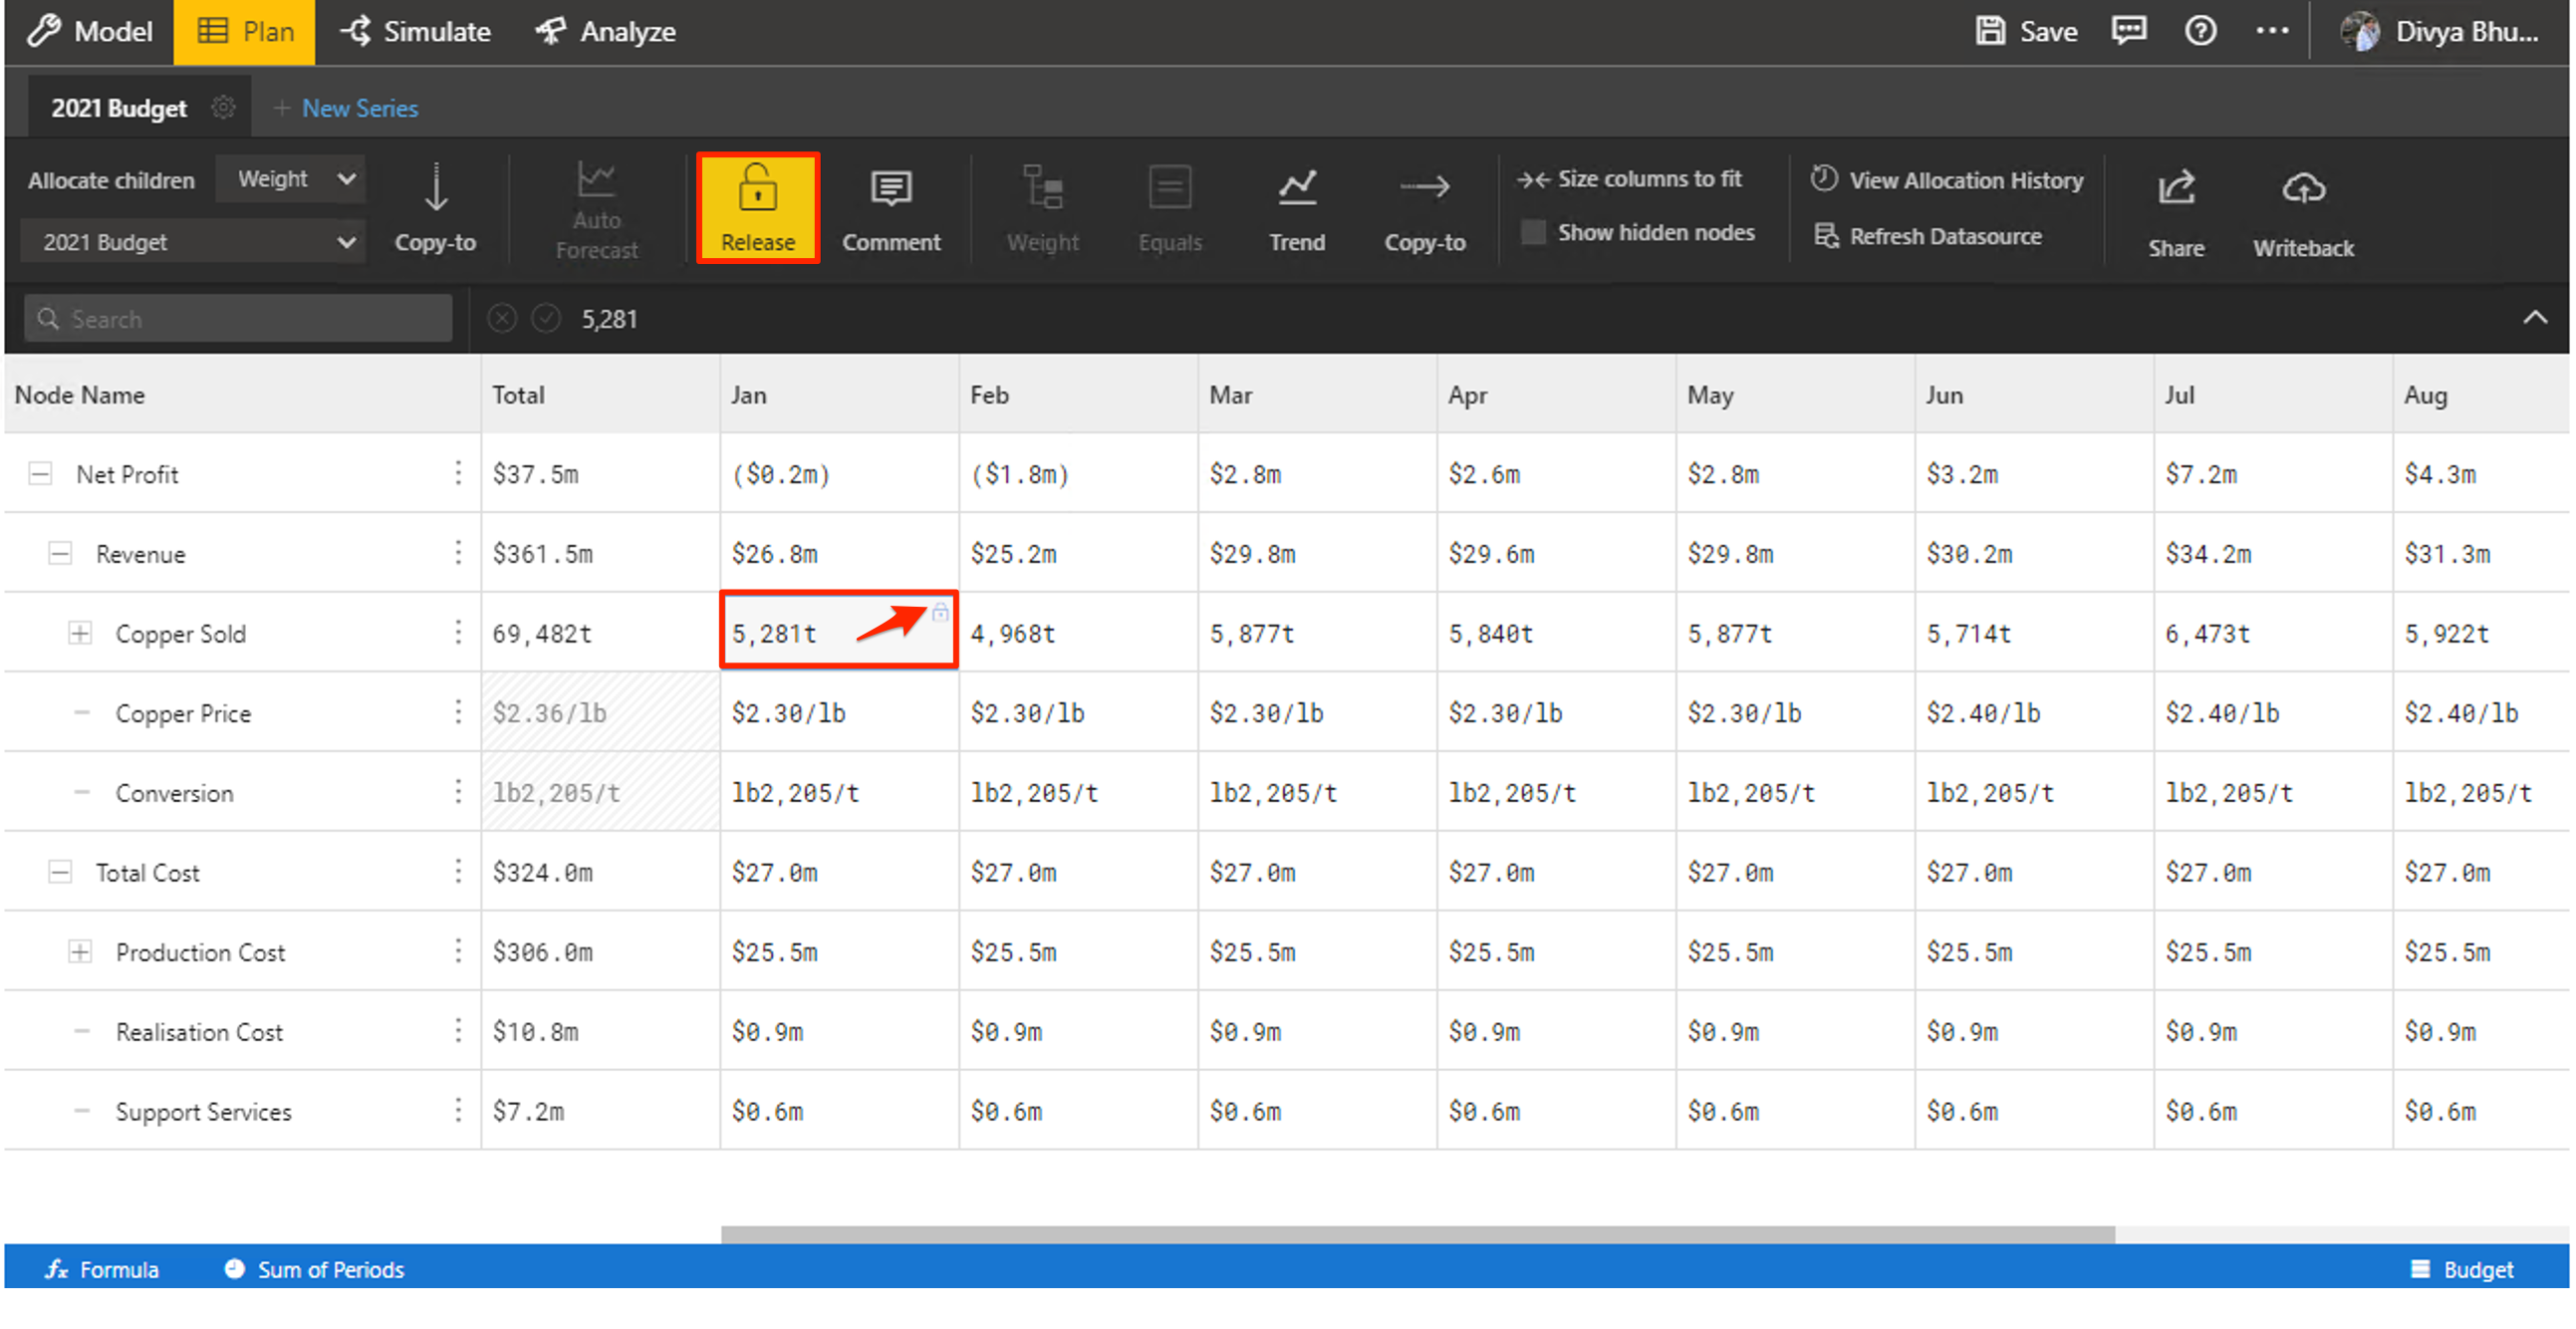 Model Plan Simulate Analyze Save Divya Bhu...
2021 Budget + New Series
Allocate children Weight
2021 Budget
Copy-to
Auto
Forecast
Release
Comment
Weight
Equals
Trend
Copy-to
Size columns to fit
Show hidden nodes
View Allocation History
Refresh Datasource
Share
Writeback
Search 5,281
Node Name Total Jan Feb Mar Apr May Jun Jul Aug
Net Profit $37.5m ($0.2m) ($1.8m) $2.8m $2.6m $2.8m $3.2m $7.2m $4.3m
Revenue $361.5m $26.8m $25.2m $29.8m $29.6m $29.8m $30.2m $34.2m $31.3m
Copper Sold 69,482t 5,281t 4,968t 5,877t 5,840t 5,877t 5,714t 6,473t 5,922t
Copper Price $2.36/lb $2.30/lb $2.30/lb $2.30/lb $2.30/lb $2.30/lb $2.40/lb $2.40/lb $2.40/lb
Conversion lb2,205/t lb2,205/t lb2,205/t lb2,205/t lb2,205/t lb2,205/t lb2,205/t lb2,205/t lb2,205/t
Total Cost $324.0m $27.0m $27.0m $27.0m $27.0m $27.0m $27.0m $27.0m $27.0m
Production Cost $306.0m $25.5m $25.5m $25.5m $25.5m $25.5m $25.5m $25.5m $25.5m
Realisation Cost $10.8m $0.9m $0.9m $0.9m $0.9m $0.9m $0.9m $0.9m $0.9m
Support Services $7.2m $0.6m $0.6m $0.6m $0.6m $0.6m $0.6m $0.6m $0.6m
fx Formula Sum of Periods Budget